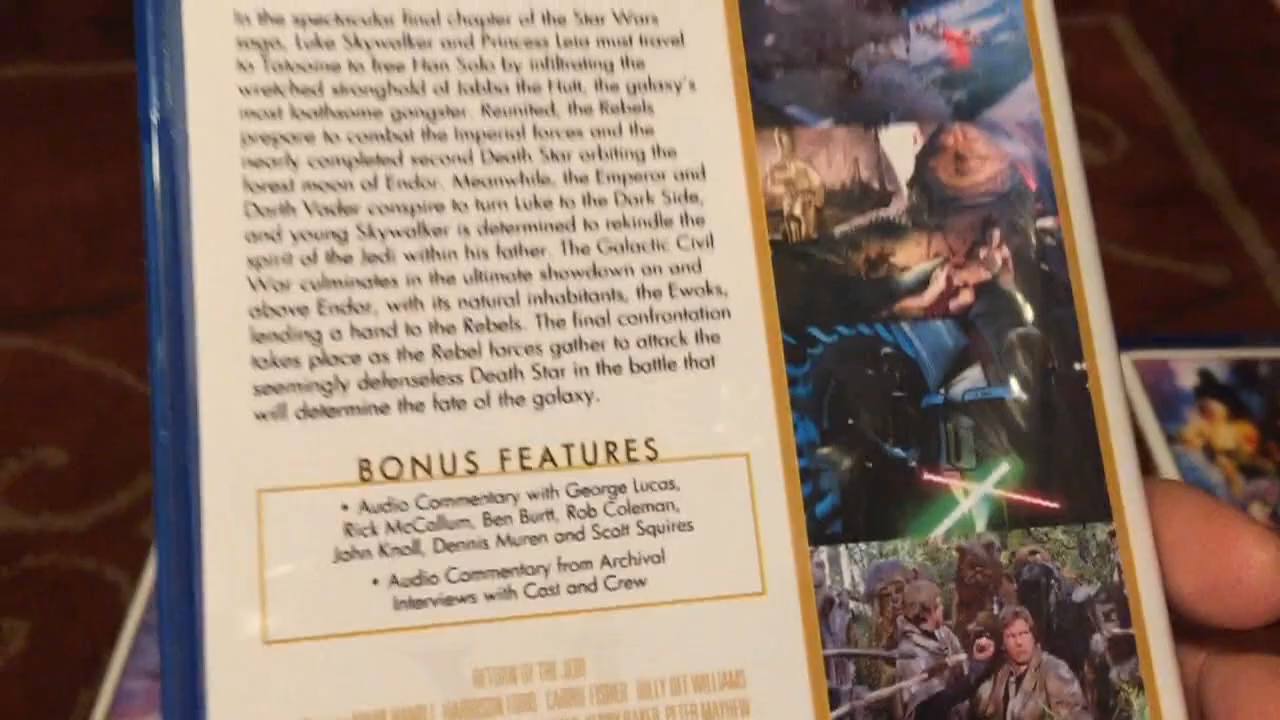 In the spectacular final chapter of the Star Wars
saga, Luke Skywalker and Princess Leia must travel
to Tatooine to free Han Solo by infiltrating the
wretched stronghold of Jabba the Hutt, the galaxy's
most loathsome gangster. Reunited, the Rebels
prepare to combat the Imperial forces and the
nearly completed second Death Star orbiting the
forest moon of Endor. Meanwhile, the Emperor and
Darth Vader conspire to turn Luke to the Dark Side,
and young Skywalker is determined to rekindle the
spirit of the Jedi within his father. The Galactic Civil
War culminates in the ultimate showdown on and
above Endor, with its natural inhabitants, the Ewoks,
lending a hand to the Rebels. The final confrontation
takes place as the Rebel forces gather to attack the
seemingly defenseless Death Star in the battle that
will determine the fate of the galaxy.
BONUS FEATURES
• Audio Commentary with George Lucas,
Rick McCallum, Ben Burtt, Rob Coleman,
John Knoll, Dennis Muren and Scott Squires
• Audio Commentary from Archival
Interviews with Cast and Crew
RETURN OF THE JEDI
HAMILL HARRISON FORD CARRIE FISHER BILLY DEE WILLIAMS
BAKER PETER MAYHEW